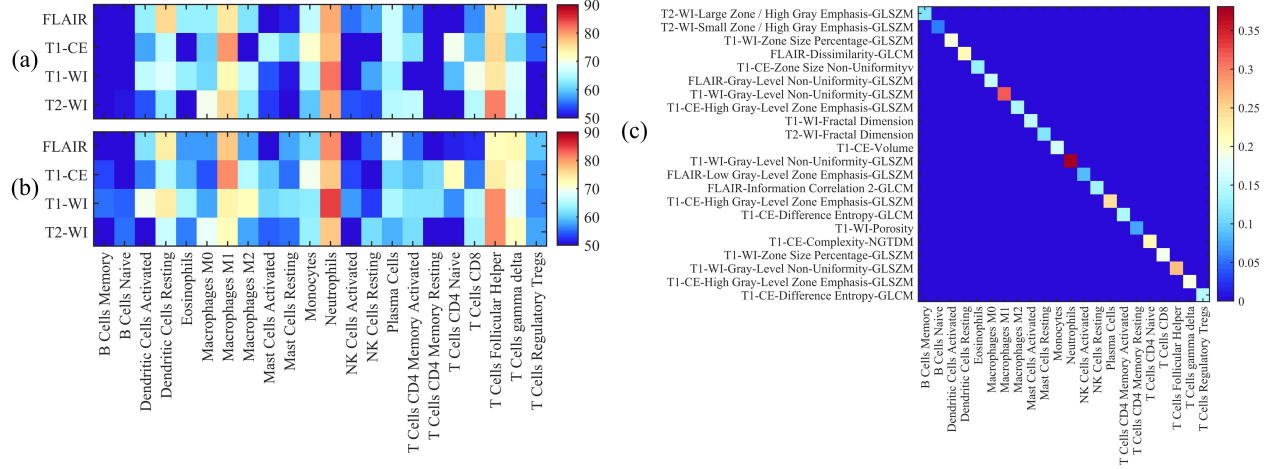 (a)
FLAIR
T1-CE
T1-WI
T2-WI
90
80
70
60
50
(b)
FLAIR
T1-CE
T1-WI
T2-WI
90
80
70
60
50
B Cells Memory
B Cells Naive
Dendritic Cells Activated
Dendritic Cells Resting
Eosinophils
Macrophages M0
Macrophages M1
Macrophages M2
Mast Cells Activated
Mast Cells Resting
Monocytes
Neutrophils
NK Cells Activated
NK Cells Resting
Plasma Cells
T Cells CD4 Memory Activated
T Cells CD4 Memory Resting
T Cells CD4 Naive
T Cells CD8
T Cells Follicular Helper
T Cells gamma delta
T Cells Regulatory Tregs
(c)
T2-WI-Large Zone / High Gray Emphasis-GLSZM
T2-WI-Small Zone / High Gray Emphasis-GLSZM
T1-WI-Zone Size Percentage-GLSZM
FLAIR-Dissimilarity-GLCM
T1-CE-Zone Size Non-Uniformityv
FLAIR-Gray-Level Non-Uniformity-GLSZM
T1-WI-Gray-Level Non-Uniformity-GLSZM
T1-CE-High Gray-Level Zone Emphasis-GLSZM
T1-WI-Fractal Dimension
T2-WI-Fractal Dimension
T1-CE-Volume
T1-WI-Gray-Level Non-Uniformity-GLSZM
FLAIR-Low Gray-Level Zone Emphasis-GLSZM
FLAIR-Information Correlation 2-GLCM
T1-CE-High Gray-Level Zone Emphasis-GLSZM
T1-CE-Difference Entropy-GLCM
T1-WI-Porosity
T1-CE-Complexity-NGTDM
T1-WI-Zone Size Percentage-GLSZM
T1-WI-Gray-Level Non-Uniformity-GLSZM
T1-CE-High Gray-Level Zone Emphasis-GLSZM
T1-CE-Difference Entropy-GLCM
0.35
0.3
0.25
0.2
0.15
0.1
0.05
0
B Cells Memory
B Cells Naive
Dendritic Cells Activated
Dendritic Cells Resting
Eosinophils
Macrophages M0
Macrophages M1
Macrophages M2
Mast Cells Activated
Mast Cells Resting
Monocytes
Neutrophils
NK Cells Activated
NK Cells Resting
Plasma Cells
T Cells CD4 Memory Activated
T Cells CD4 Memory Resting
T Cells CD4 Naive
T Cells CD8
T Cells Follicular Helper
T Cells gamma delta
T Cells Regulatory Tregs